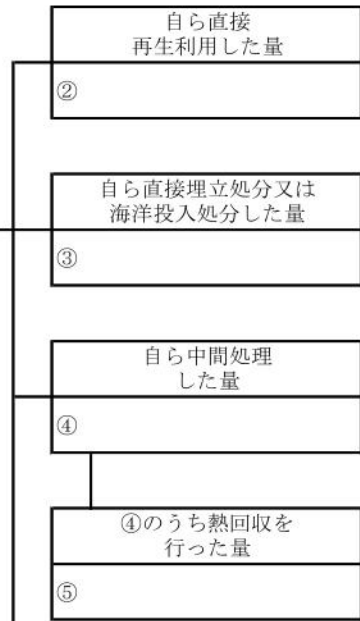 自ら直接
再生利用した量
②
自ら直接埋立処分又は
海洋投入処分した量
③
自ら中間処理
した量
④
④のうち熱回収を
行った量
⑤